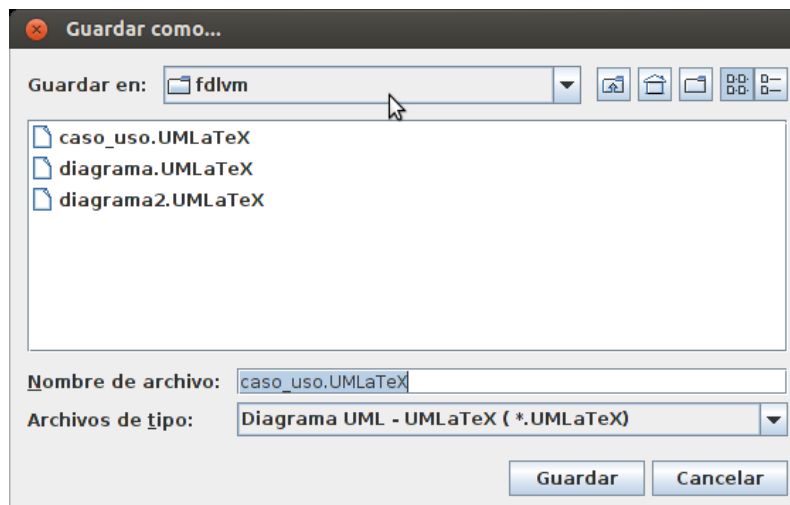 Guardar como...
Guardar en: fdlvm
caso_uso.UMLaTeX
diagrama.UMLaTeX
diagrama2.UMLaTeX
Nombre de archivo: caso_uso.UMLaTeX
Archivos de tipo: Diagrama UML - UMLaTeX ( *.UMLaTeX)
Guardar Cancelar